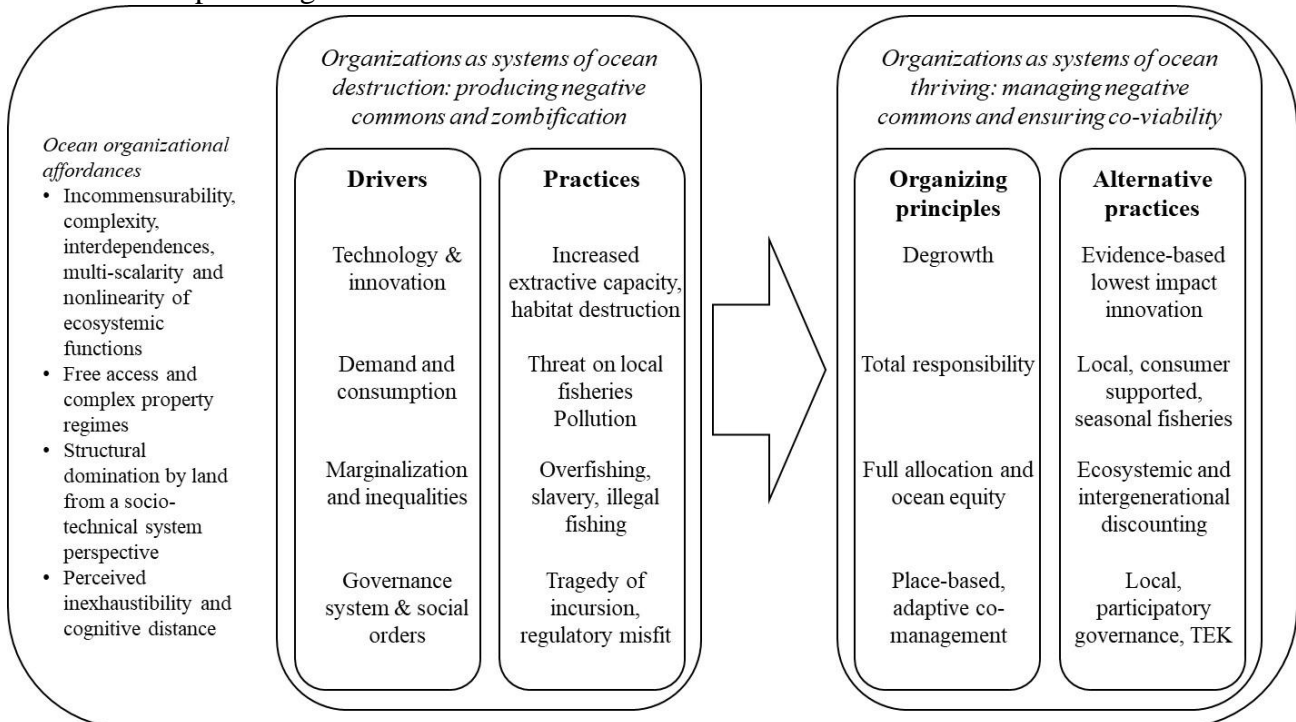 Ocean organizational
affordances
• Incommensurability,
complexity,
interdependences,
multi-scalarity and
nonlinearity of
ecosystemic
functions
• Free access and
complex property
regimes
• Structural
domination by land
from a socio-
technical system
perspective
• Perceived
inexhaustibility and
cognitive distance
Organizations as systems of ocean
destruction: producing negative
commons and zombification
Drivers
Technology &
innovation
Demand and
consumption
Marginalization
and inequalities
Governance
system & social
orders
Practices
Increased
extractive capacity,
habitat destruction
Threat on local
fisheries
Pollution
Overfishing,
slavery, illegal
fishing
Tragedy of
incursion,
regulatory misfit
Organizations as systems of ocean
thriving: managing negative
commons and ensuring co-viability
Organizing
principles
Degrowth
Total responsibility
Full allocation and
ocean equity
Place-based,
adaptive co-
management
Alternative
practices
Evidence-based
lowest impact
innovation
Local, consumer
supported,
seasonal fisheries
Ecosystemic and
intergenerational
discounting
Local,
participatory
governance, TEK